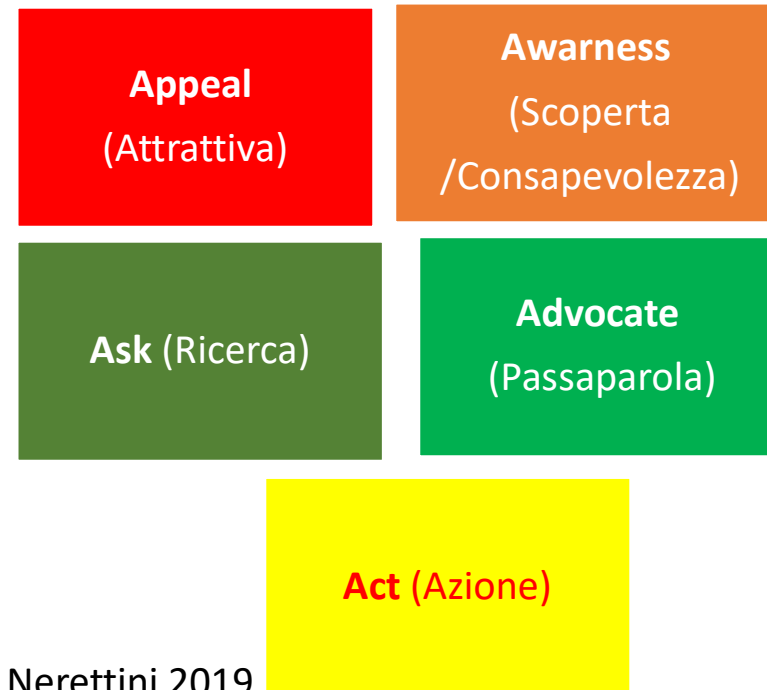 Appeal
(Attrattiva)
Awarness
(Scoperta
/Consapevolezza)
Ask (Ricerca)
Advocate
(Passaparola)
Act (Azione)
Nerettini 2019